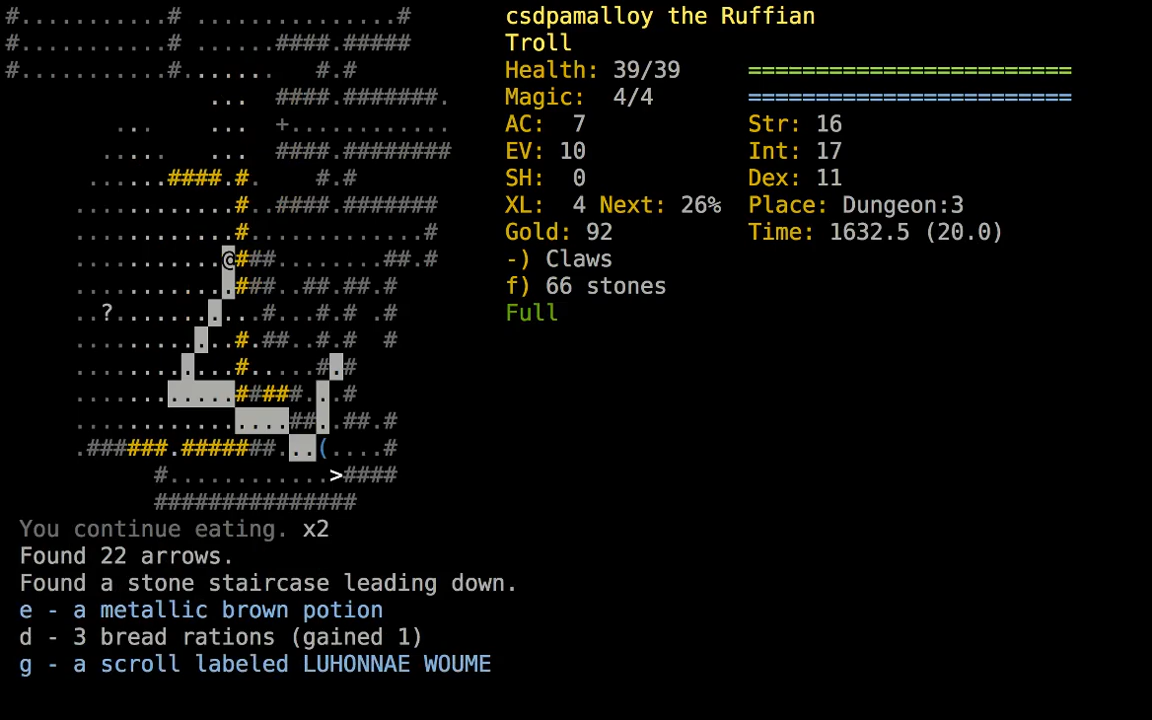 csdpamalloy the Ruffian
Troll
Health: 39/39
Magic: 4/4
AC: 7 Str: 16
EV: 10 Int: 17
SH: 0 Dex: 11
XL: 4 Next: 26% Place: Dungeon:3
Gold: 92 Time: 1632.5 (20.0)
-) Claws
f) 66 stones
Full
You continue eating. x2
Found 22 arrows.
Found a stone staircase leading down.
e - a metallic brown potion
d - 3 bread rations (gained 1)
g - a scroll labeled LUHONNAE WOUME